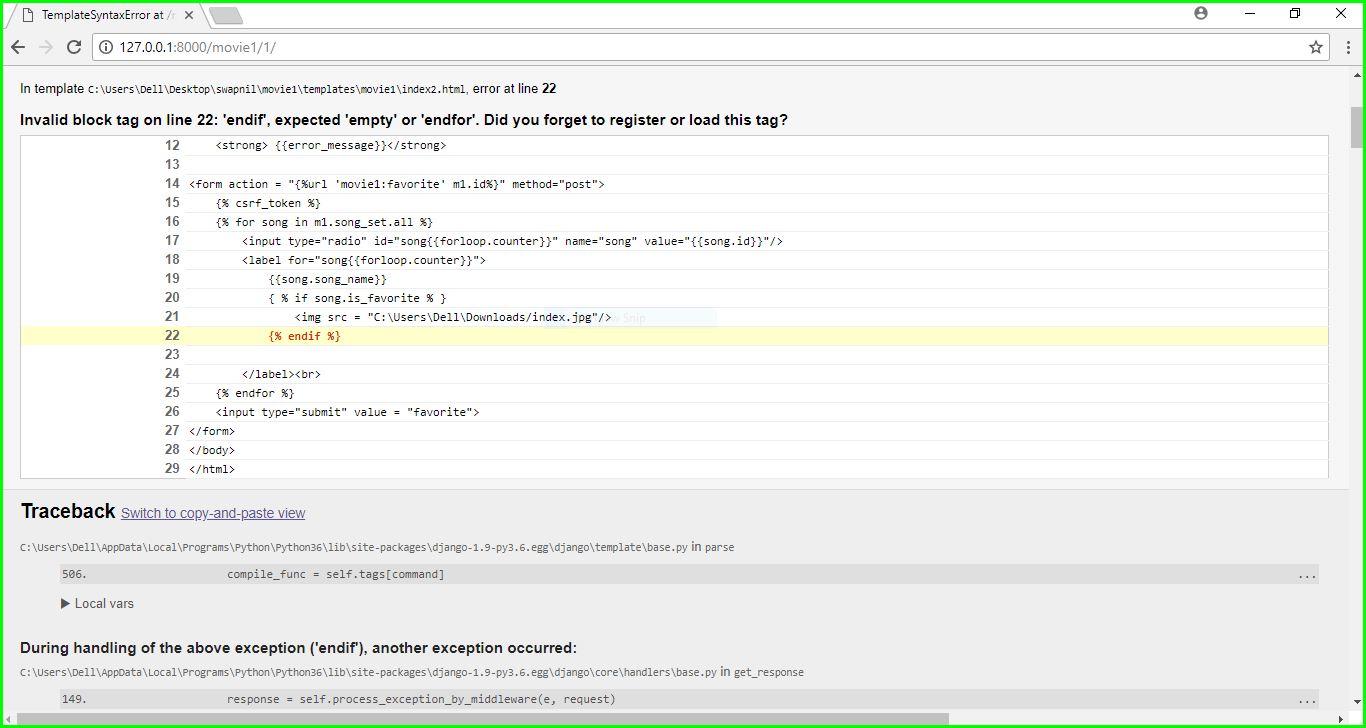 TemplateSyntaxError at /r
127.0.0.1:8000/movie1/1/
In template C:\Users\Dell\Desktop\swapnil\movie1\templates\movie1\index2.html, error at line 22
Invalid block tag on line 22: 'endif', expected 'empty' or 'endfor'. Did you forget to register or load this tag?
12 <strong> {{error_message}}</strong>
13
14 <form action = "{%url 'movie1:favorite' m1.id%}" method="post">
15 {% csrf_token %}
16 {% for song in m1.song_set.all %}
17 <input type="radio" id="song{{forloop.counter}}" name="song" value="{{song.id}}"/>
18 <label for="song{{forloop.counter}}">
19 {{song.song_name}}
20 { % if song.is_favorite % }
21 <img src = "C:\Users\Dell\Downloads/index.jpg"/> Snip
22 {% endif %}
23
24 </label><br>
25 {% endfor %}
26 <input type="submit" value = "favorite">
27 </form>
28 </body>
29 </html>
Traceback Switch to copy-and-paste view
C:\Users\Dell\AppData\Local\Programs\Python\Python36\lib\site-packages\django-1.9-py3.6.egg\django\template\base.py in parse
506. compile_func = self.tags[command] ...
▶ Local vars
During handling of the above exception ('endif'), another exception occurred:
C:\Users\Dell\AppData\Local\Programs\Python\Python36\lib\site-packages\django-1.9-py3.6.egg\django\core\handlers\base.py in get_response
149. response = self.process_exception_by_middleware(e, request) ...